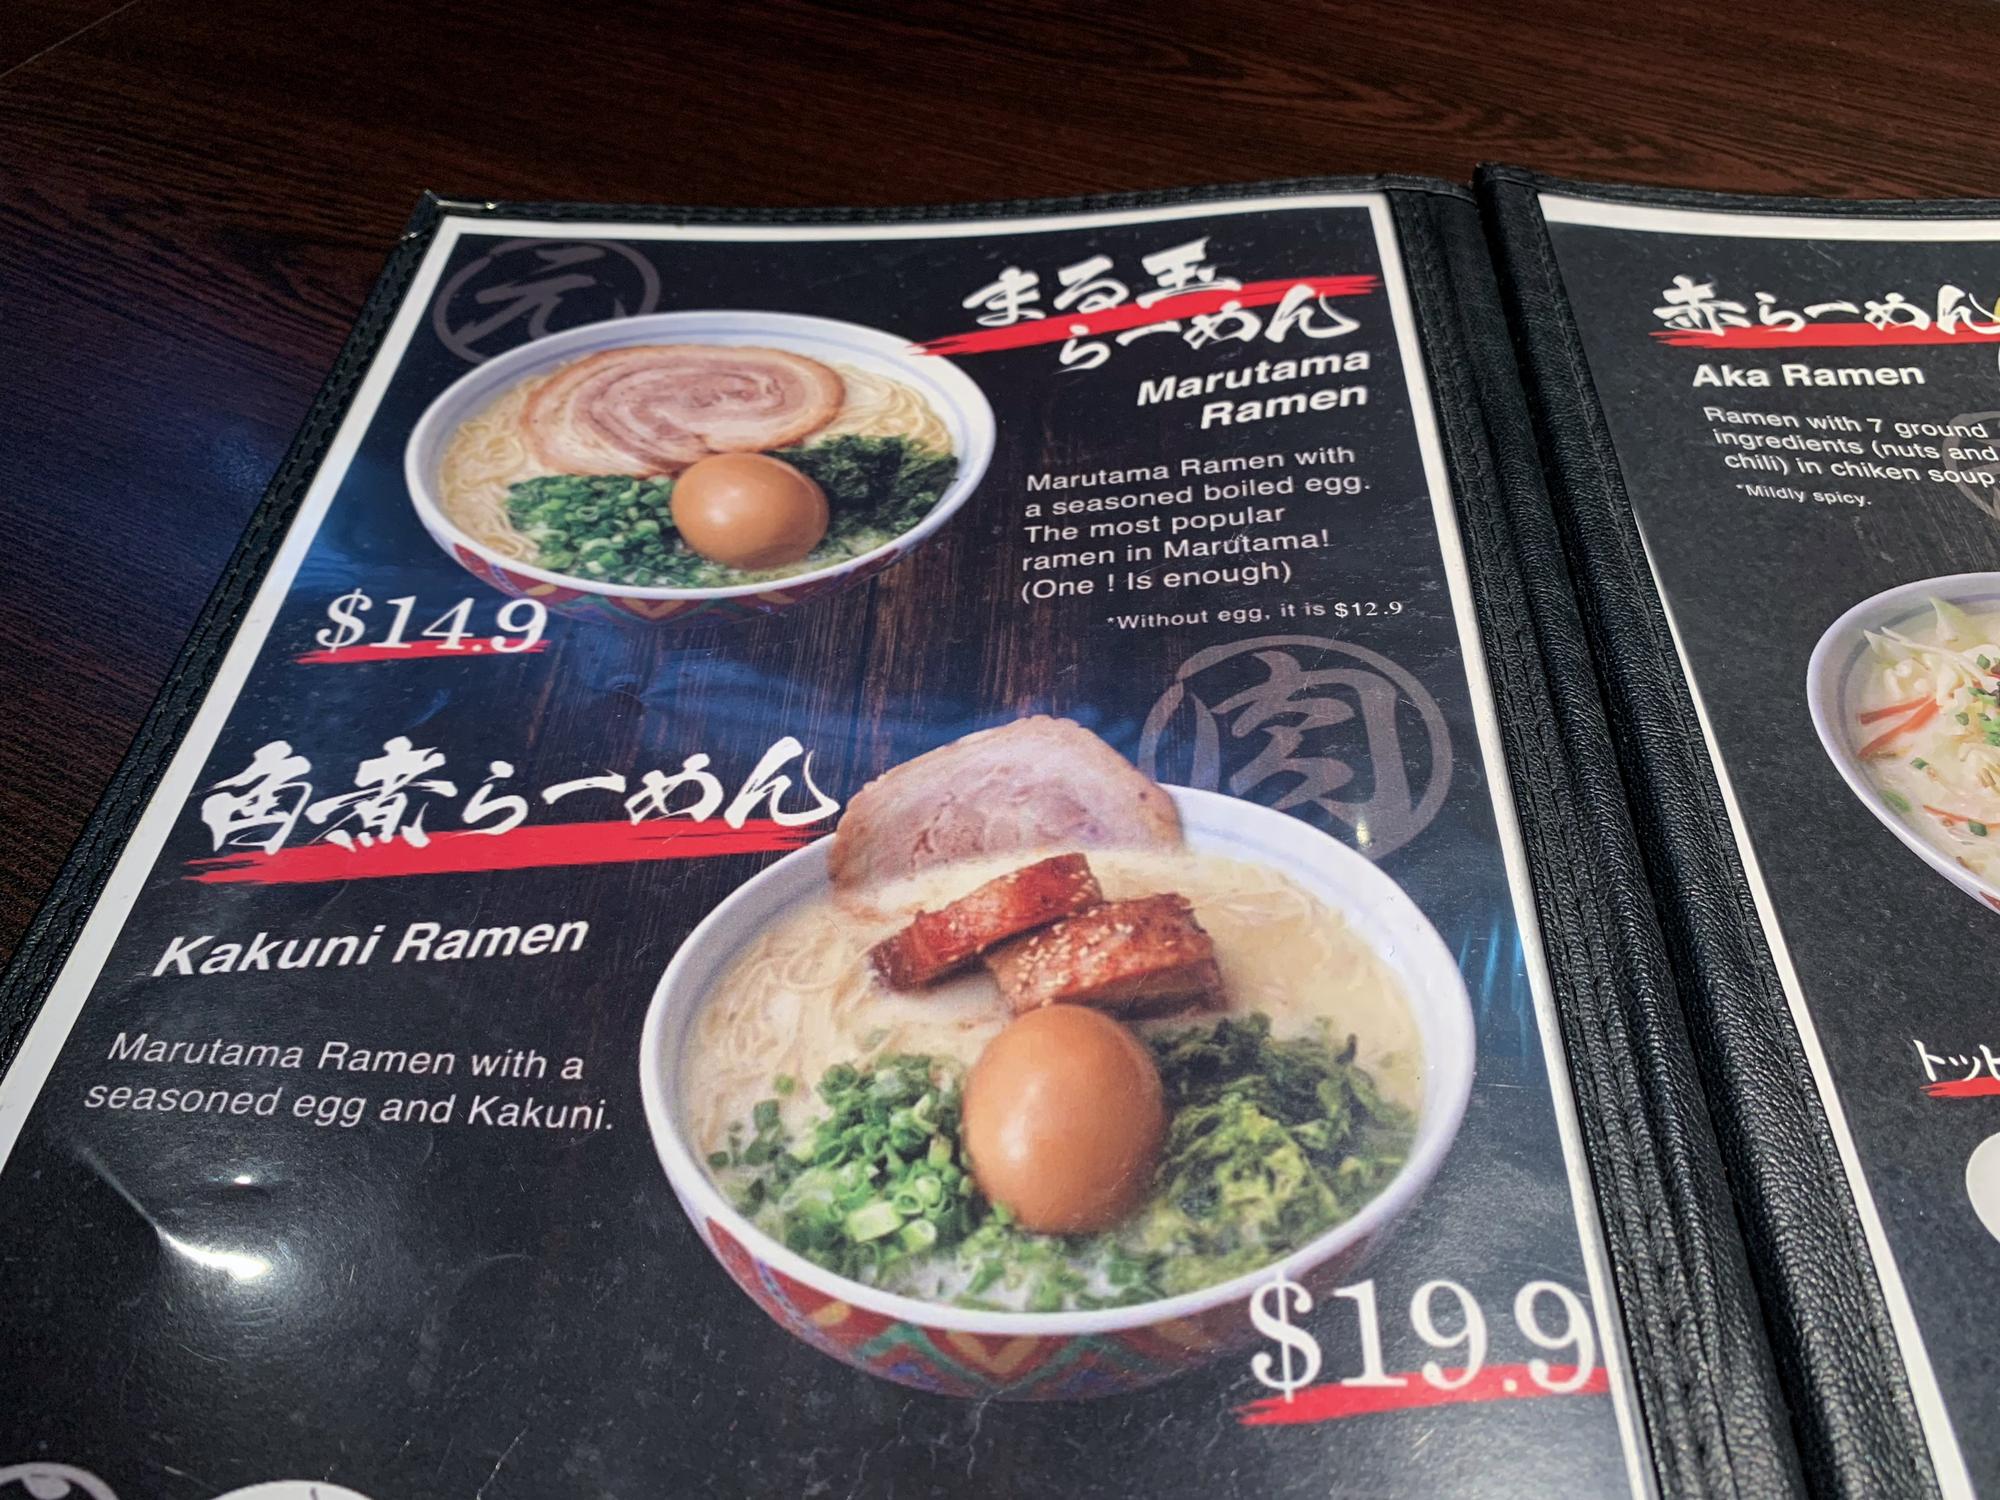 元
まる玉
らーめん
Marutama
Ramen
Marutama Ramen with
a seasoned boiled egg.
The most popular
ramen in Marutama!
(One ! Is enough)
*Without egg, it is $12.9
$14.9
肉
角煮らーめん
Kakuni Ramen
Marutama Ramen with a
seasoned egg and Kakuni.
$19.9
赤らーめん
Aka Ramen
Ramen with 7 ground
ingredients (nuts and
chili) in chiken soup
*Mildly spicy.
トッピ